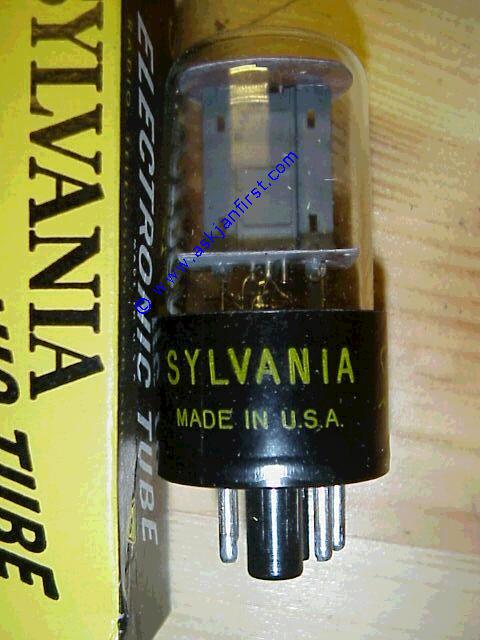 SYLVANIA
ELECTRONIC TUBE
TUBE
© www.askjanfirst.com
SYLVANIA
MADE IN U.S.A.